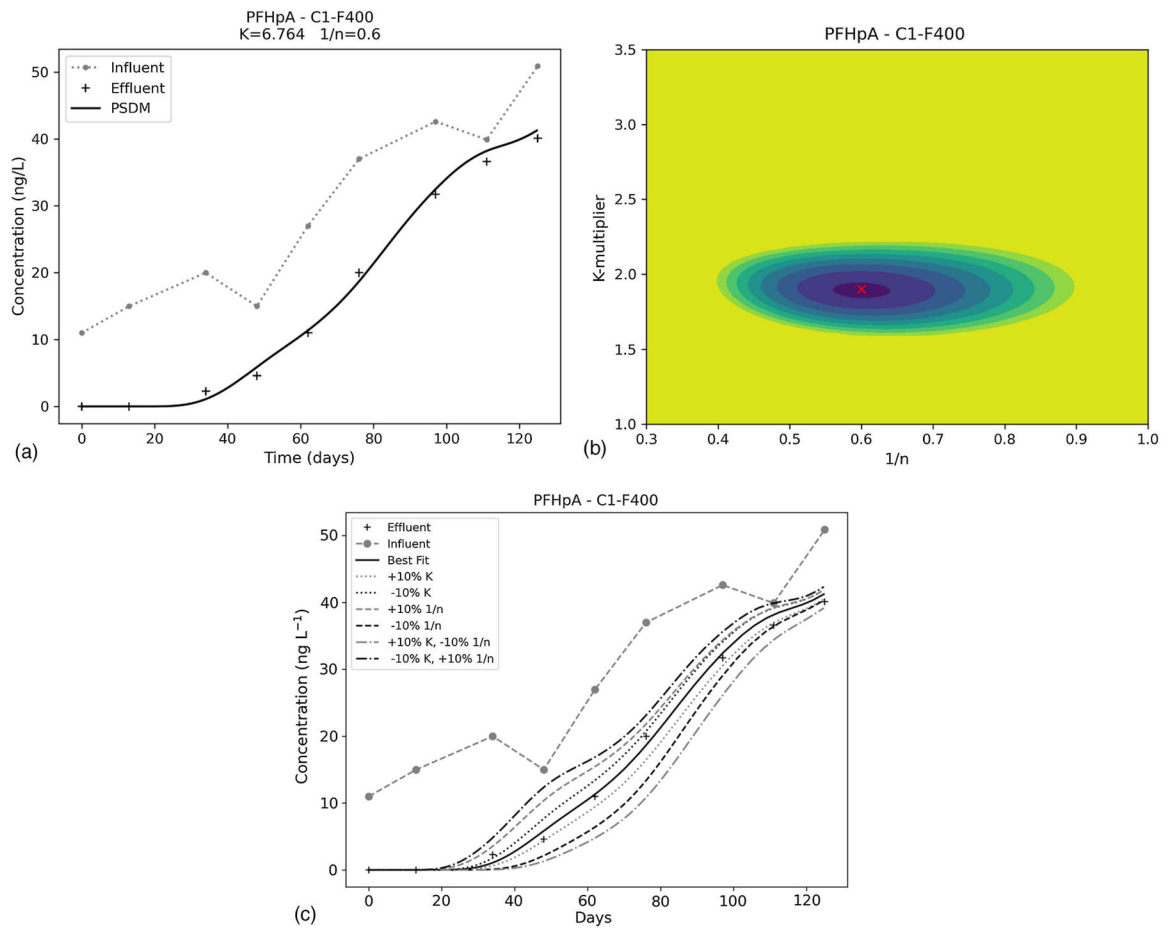 PFHpA - C1-F400
K=6.764 1/n=0.6
Influent
Effluent
PSDM
Concentration (ng/L)
50
40
30
20
10
0
0 20 40 60 80 100 120
Time (days)
(a)
PFHpA - C1-F400
K-multiplier
3.5
3.0
2.5
2.0
1.5
1.0
0.3 0.4 0.5 0.6 0.7 0.8 0.9 1.0
1/n
(b)
PFHpA - C1-F400
Effluent
Influent
Best Fit
+10% K
-10% K
+10% 1/n
-10% 1/n
+10% K, -10% 1/n
-10% K, +10% 1/n
Concentration (ng L⁻¹)
50
40
30
20
10
0
0 20 40 60 80 100 120
Days
(c)